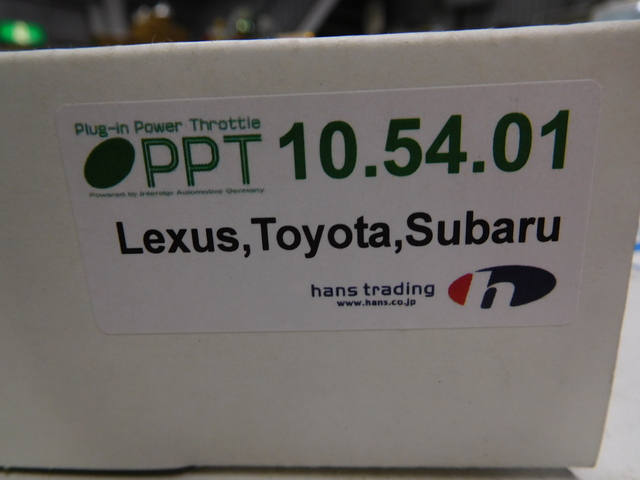 Plug-in Power Throttle
PPT 10.54.01
Powered by Interdigi Automotive Germany
Lexus,Toyota,Subaru
hans trading
www.hans.co.jp
h